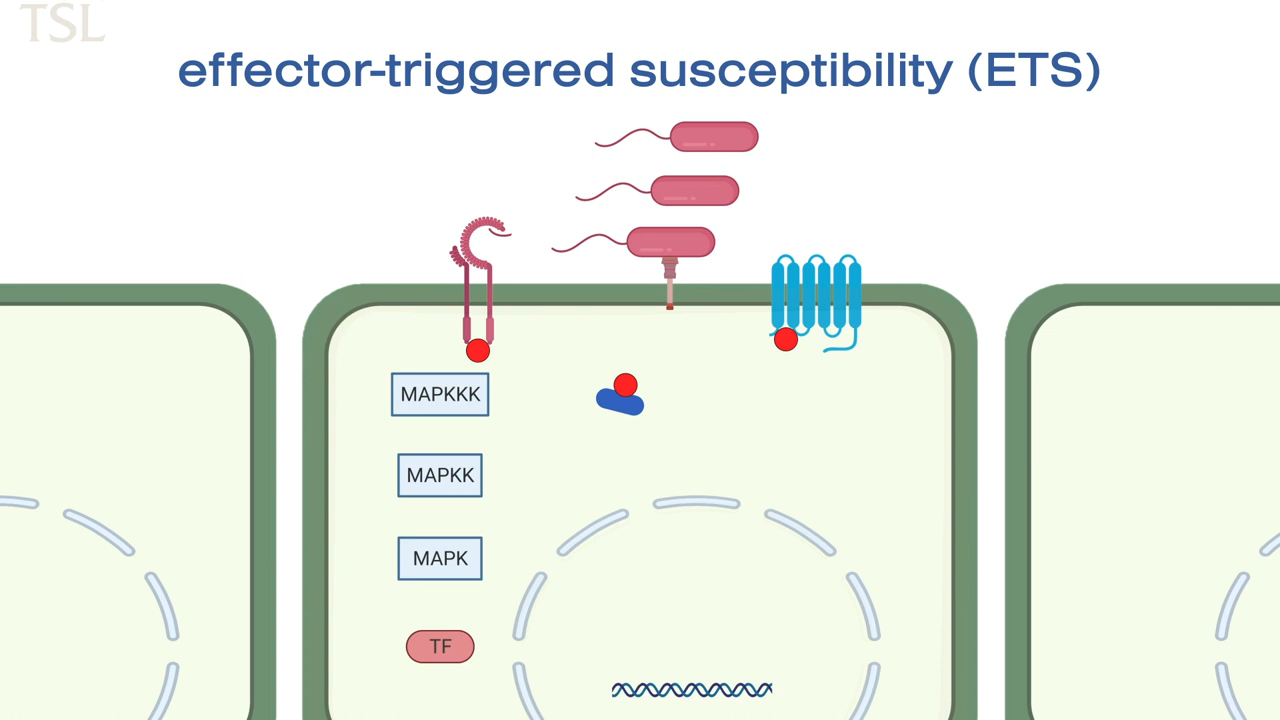 TSL
effector-triggered susceptibility (ETS)
MAPKKK
MAPKK
MAPK
TF